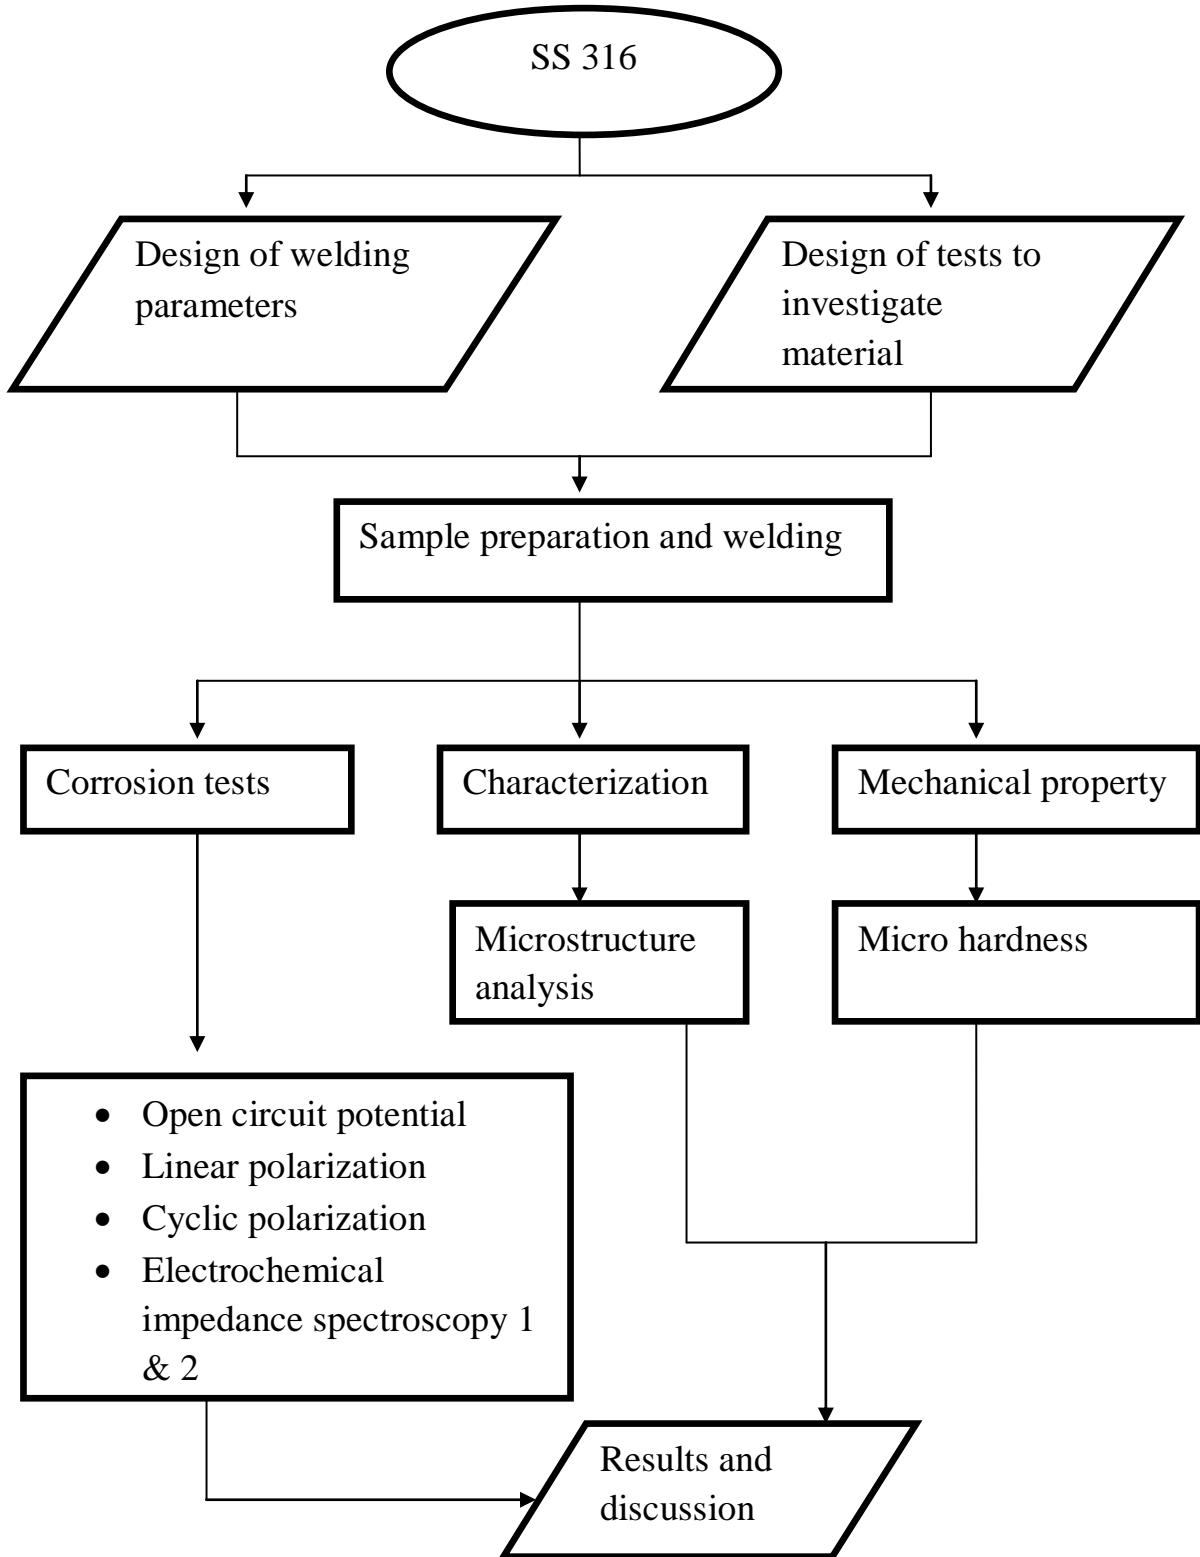 SS 316
Design of welding
parameters
Design of tests to
investigate
material
Sample preparation and welding
Corrosion tests
Characterization
Mechanical property
Microstructure
analysis
Micro hardness
• Open circuit potential
• Linear polarization
• Cyclic polarization
• Electrochemical
impedance spectroscopy 1
& 2
Results and
discussion